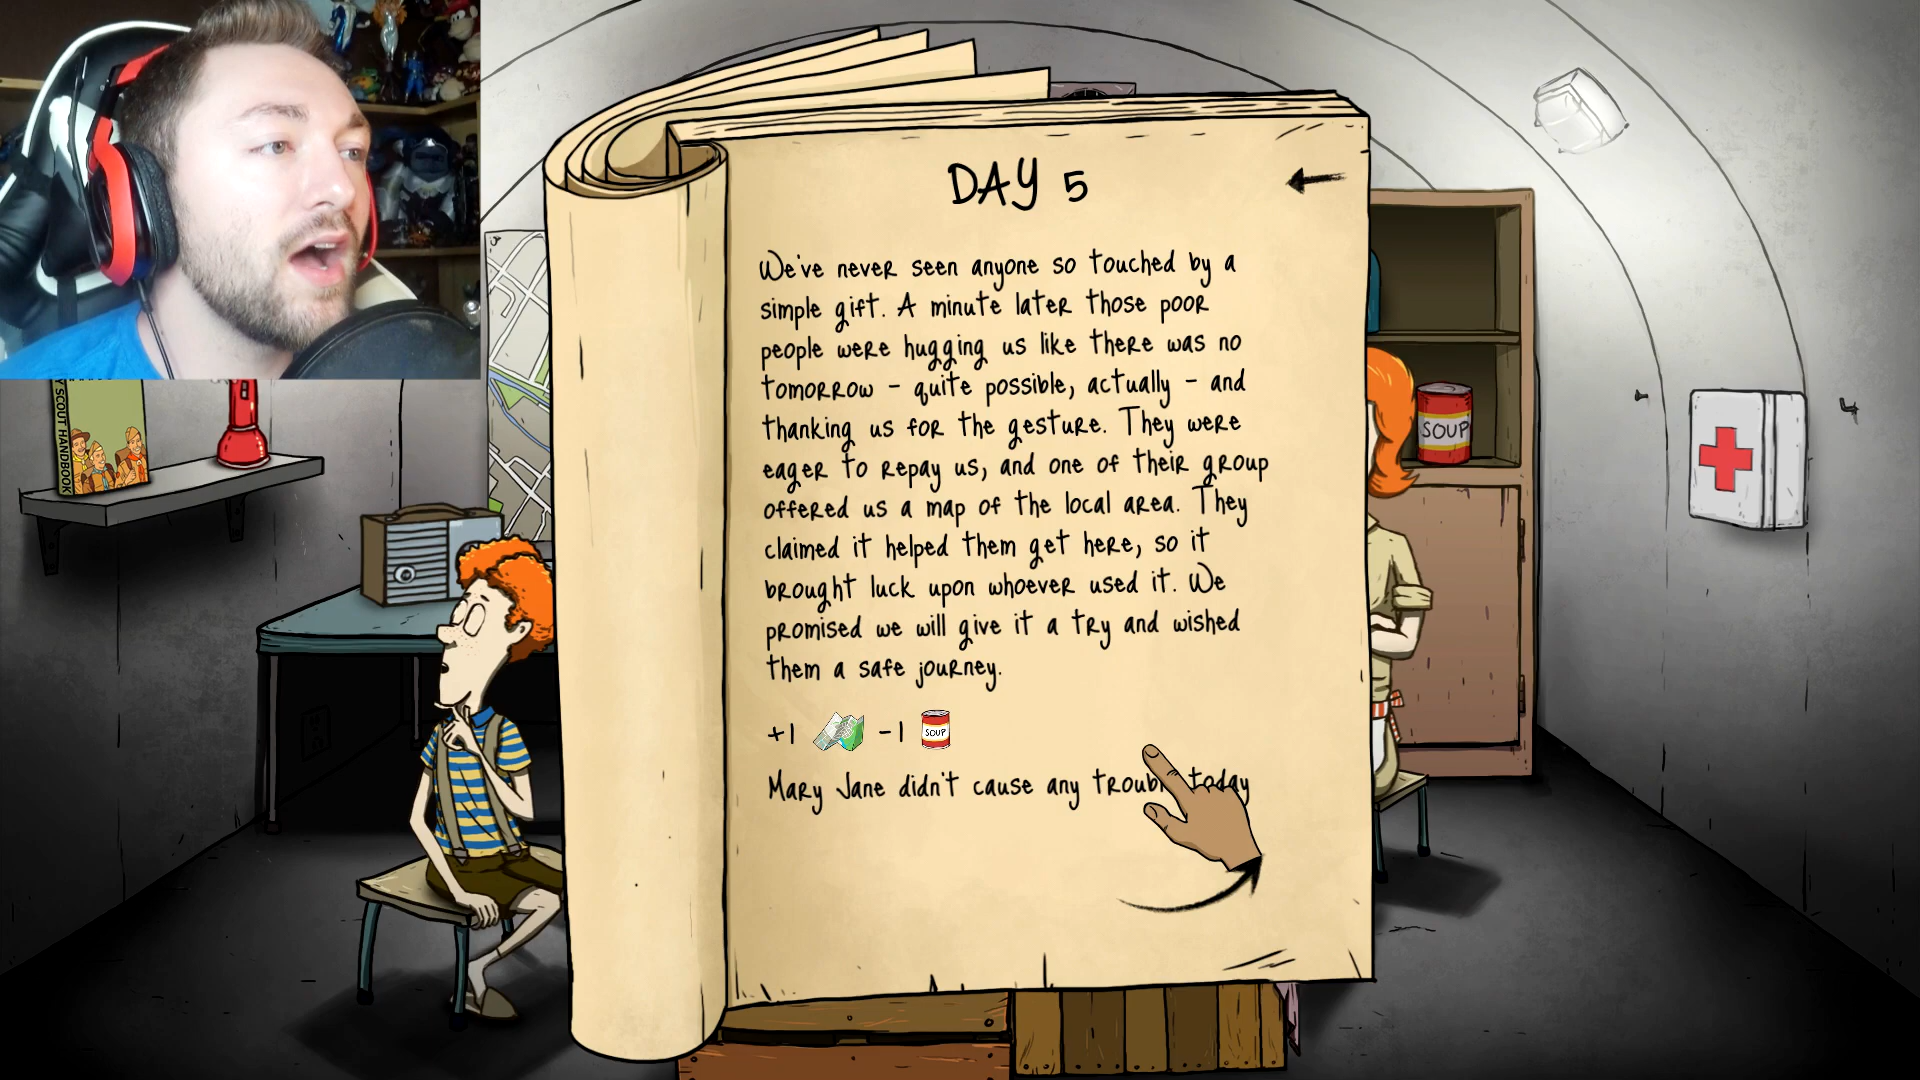 DAY 5
We've never seen anyone so touched by a
simple gift. A minute later those poor
people were hugging us like there was no
tomorrow - quite possible, actually - and
thanking us for the gesture. They were
eager to repay us, and one of their group
offered us a map of the local area. They
claimed it helped them get here, so it
brought luck upon whoever used it. We
promised we will give it a try and wished
them a safe journey.
+1 -1 SOUP
Mary Jane didn't cause any today
SCOUT HANDBOOK
SOUP